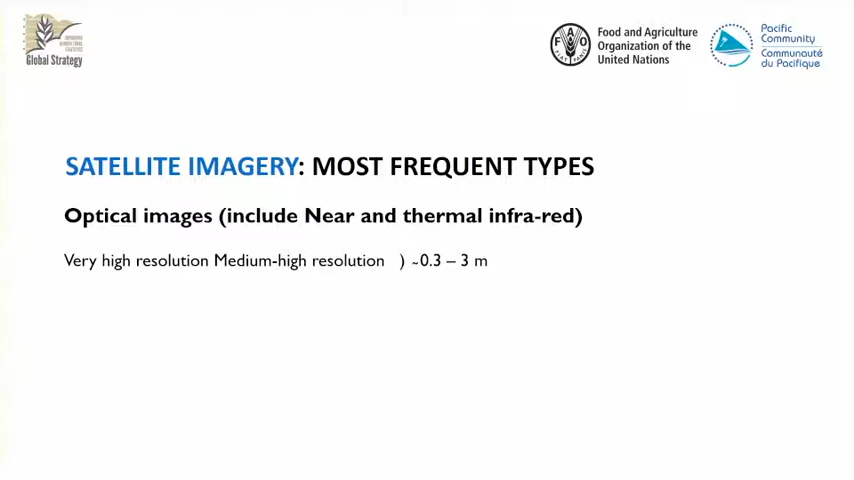 Global Strategy
Food and Agriculture
Organization of the
United Nations
Pacific
Community
Communauté
du Pacifique
SATELLITE IMAGERY: MOST FREQUENT TYPES
Optical images (include Near and thermal infra-red)
Very high resolution Medium-high resolution ) ~0.3 – 3 m